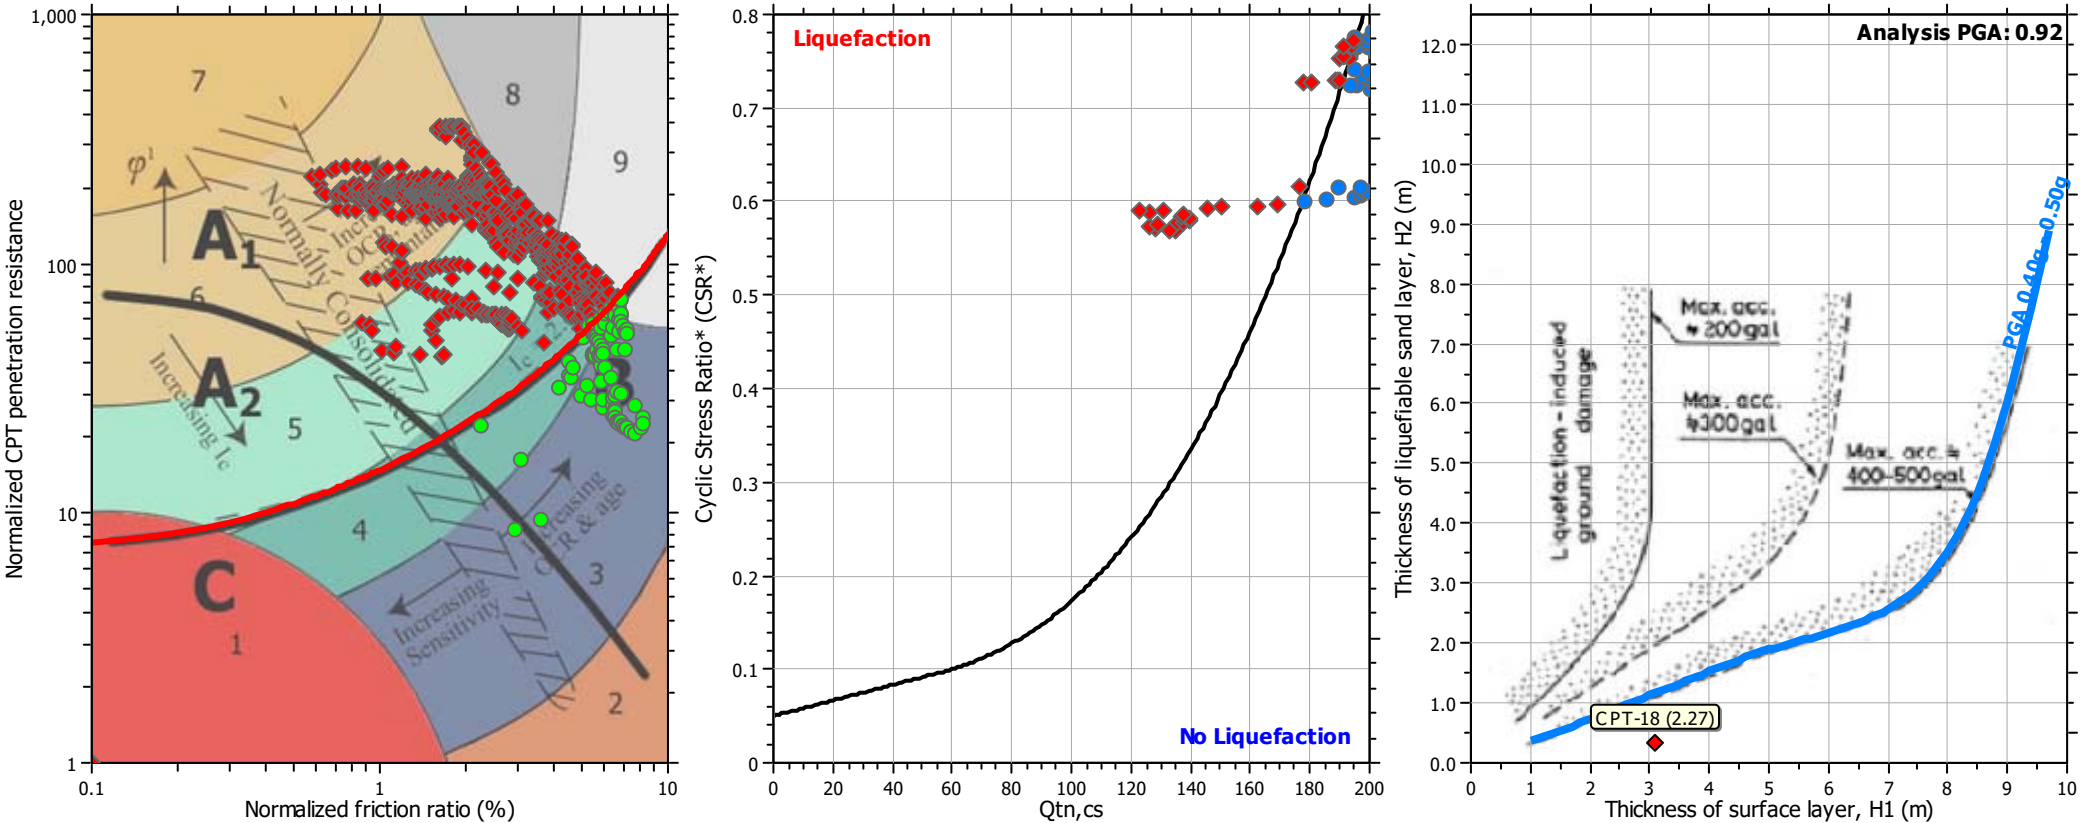 1,000
100
10
1
Normalized CPT penetration resistance
0.1
1
10
Normalized friction ratio (%)
7
8
9
φ'
A1
6
A2
5
4
C
1
3
2
Normally Consolidated
Increasing Ic
Increasing
OCR & age
Increasing
Sensitivity
Liquefaction
No Liquefaction
0.8
0.7
0.6
0.5
0.4
0.3
0.2
0.1
0
Cyclic Stress Ratio* (CSR*)
0
20
40
60
80
100
120
140
160
180
200
Qtn,cs
Analysis PGA: 0.92
12.0
11.0
10.0
9.0
8.0
7.0
6.0
5.0
4.0
3.0
2.0
1.0
0.0
Thickness of liquefiable sand layer, H2 (m)
PGA 0.40g - 0.50g
Max. acc.
≈ 200gal
Max. acc.
≈300gal
Max. acc. ≈
400-500gal
Liquefaction-induced
ground damage
CPT-18 (2.27)
0
1
2
3
4
5
6
7
8
9
10
Thickness of surface layer, H1 (m)